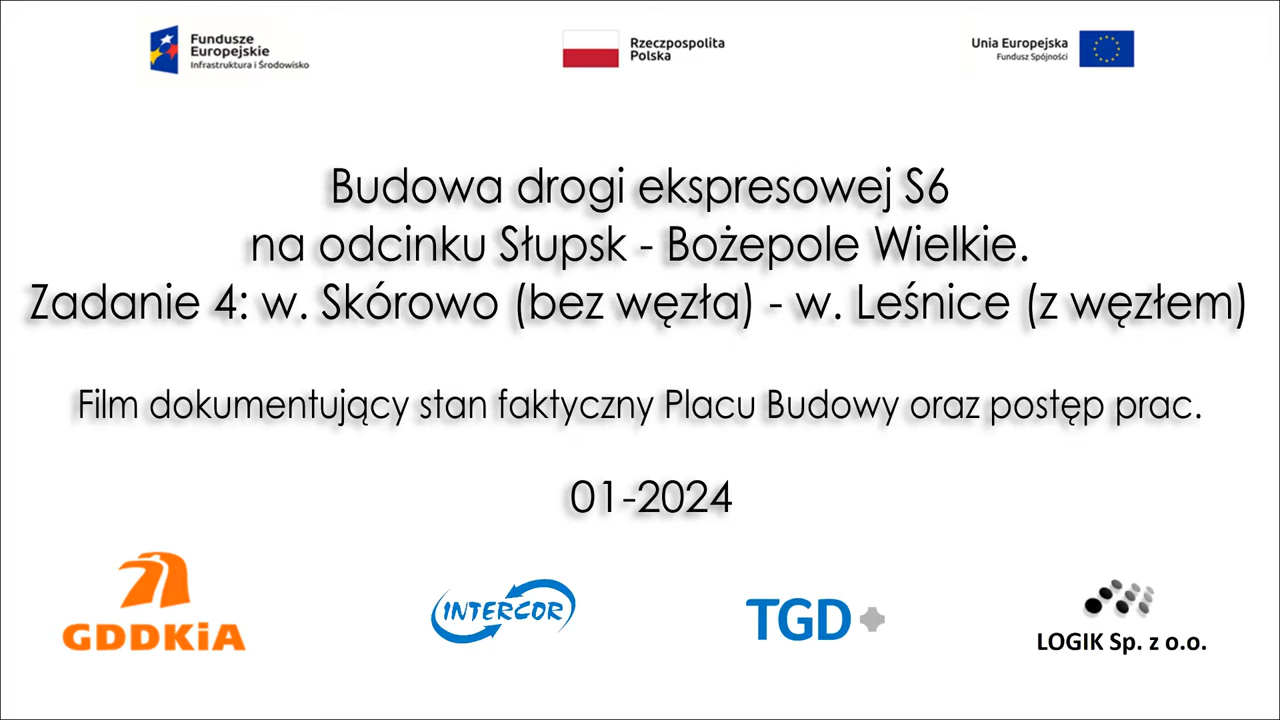 Fundusze
Europejskie
Infrastruktura i Środowisko
Rzeczpospolita
Polska
Unia Europejska
Fundusz Spójności
Budowa drogi ekspresowej S6
na odcinku Słupsk - Bożepole Wielkie.
Zadanie 4: w. Skórowo (bez węzła) - w. Leśnice (z węzłem)
Film dokumentujący stan faktyczny Placu Budowy oraz postęp prac.
01-2024
GDDKiA
INTERCOR
TGD
LOGIK Sp. z o.o.